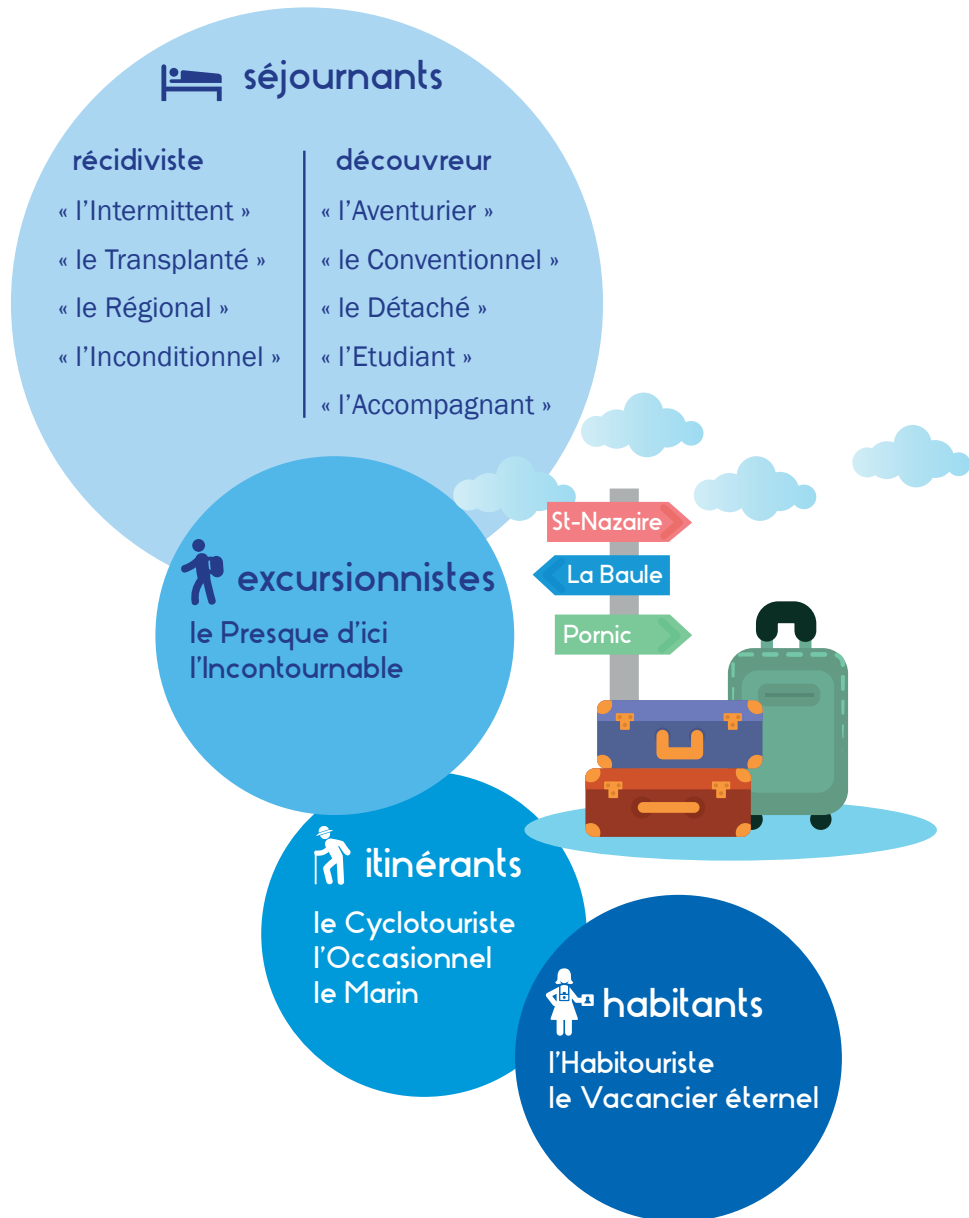 séjournants
récidiviste
« l'Intermittent »
« le Transplanté »
« le Régional »
« l'Inconditionnel »
découvreur
« l'Aventurier »
« le Conventionnel »
« le Détaché »
« l'Etudiant »
« l'Accompagnant »
St-Nazaire
La Baule
Pornic
excursionnistes
le Presque d'ici
l'Incontournable
itinérants
le Cyclotouriste
l'Occasionnel
le Marin
habitants
l'Habitouriste
le Vacancier éternel